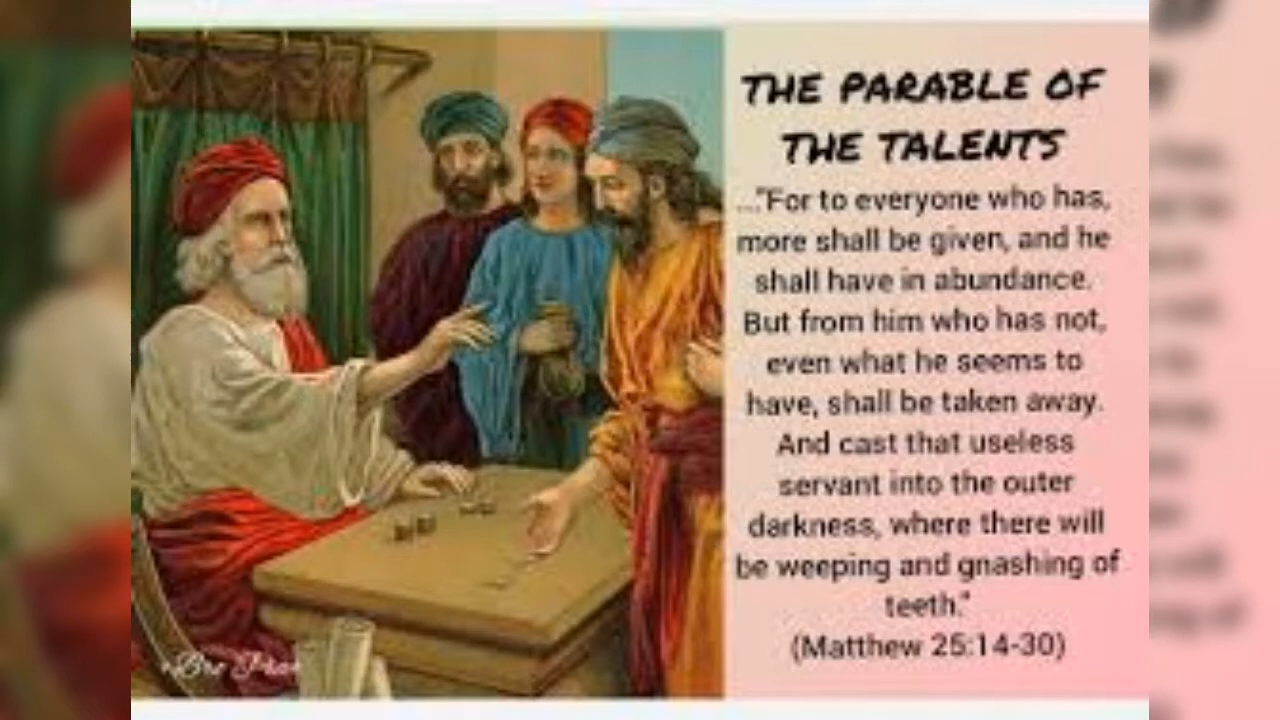 THE PARABLE OF
THE TALENTS
..."For to everyone who has,
more shall be given, and he
shall have in abundance.
But from him who has not,
even what he seems to
have, shall be taken away.
And cast that useless
servant into the outer
darkness, where there will
be weeping and gnashing of
teeth."
(Matthew 25:14-30)